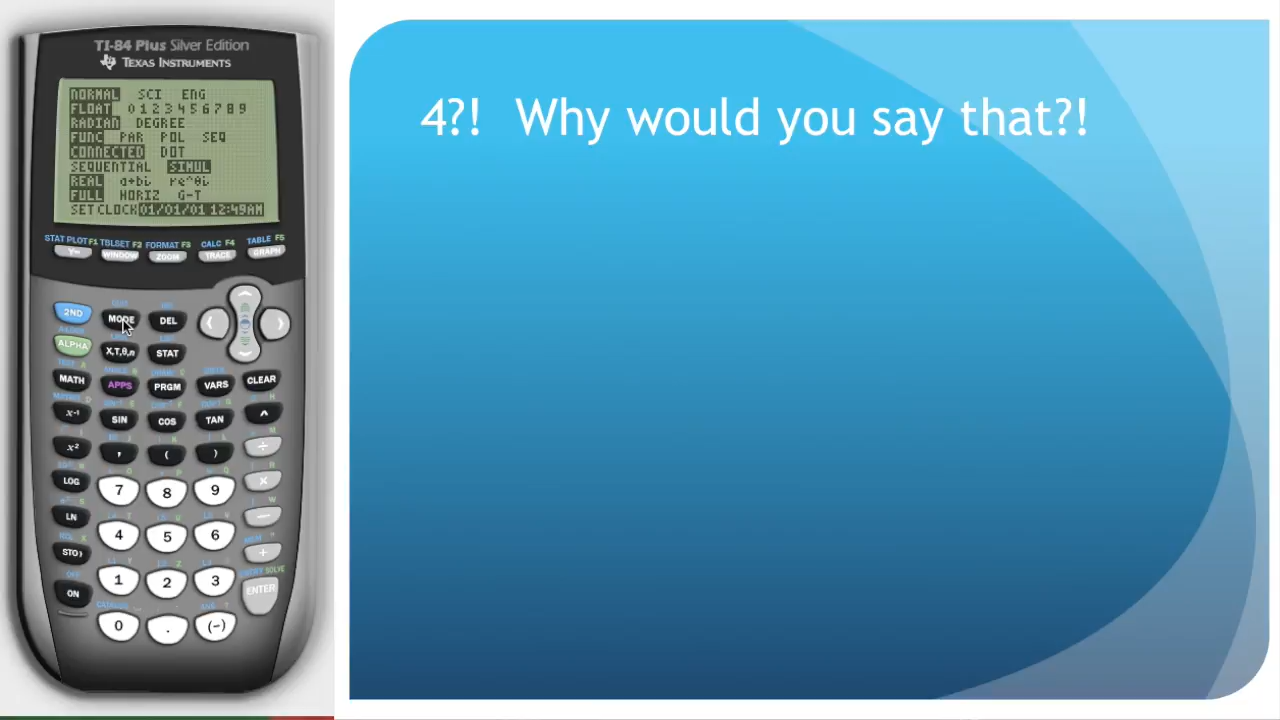 TI-84 Plus Silver Edition
TEXAS INSTRUMENTS
NORMAL SCI ENG
FLOAT 0 1 2 3 4 5 6 7 8 9
RADIAN DEGREE
FUNC PAR POL SEQ
CONNECTED DOT
SEQUENTIAL SIMUL
REAL a+bi re^θi
FULL HORIZ G-T
SET CLOCK 01/01/01 12:49AM
STAT PLOT F1 TBLSET F2 FORMAT F3 CALC F4 TABLE F5
Y= WINDOW ZOOM TRACE GRAPH
2ND MODE DEL
ALPHA X,T,θ,n STAT
MATH APPS PRGM VARS CLEAR
x-1 SIN COS TAN ^
x² , ( ) ÷
LOG 7 8 9 ×
LN 4 5 6 −
STO› 1 2 3 +
ON 0 . (−) ENTER
4?! Why would you say that?!